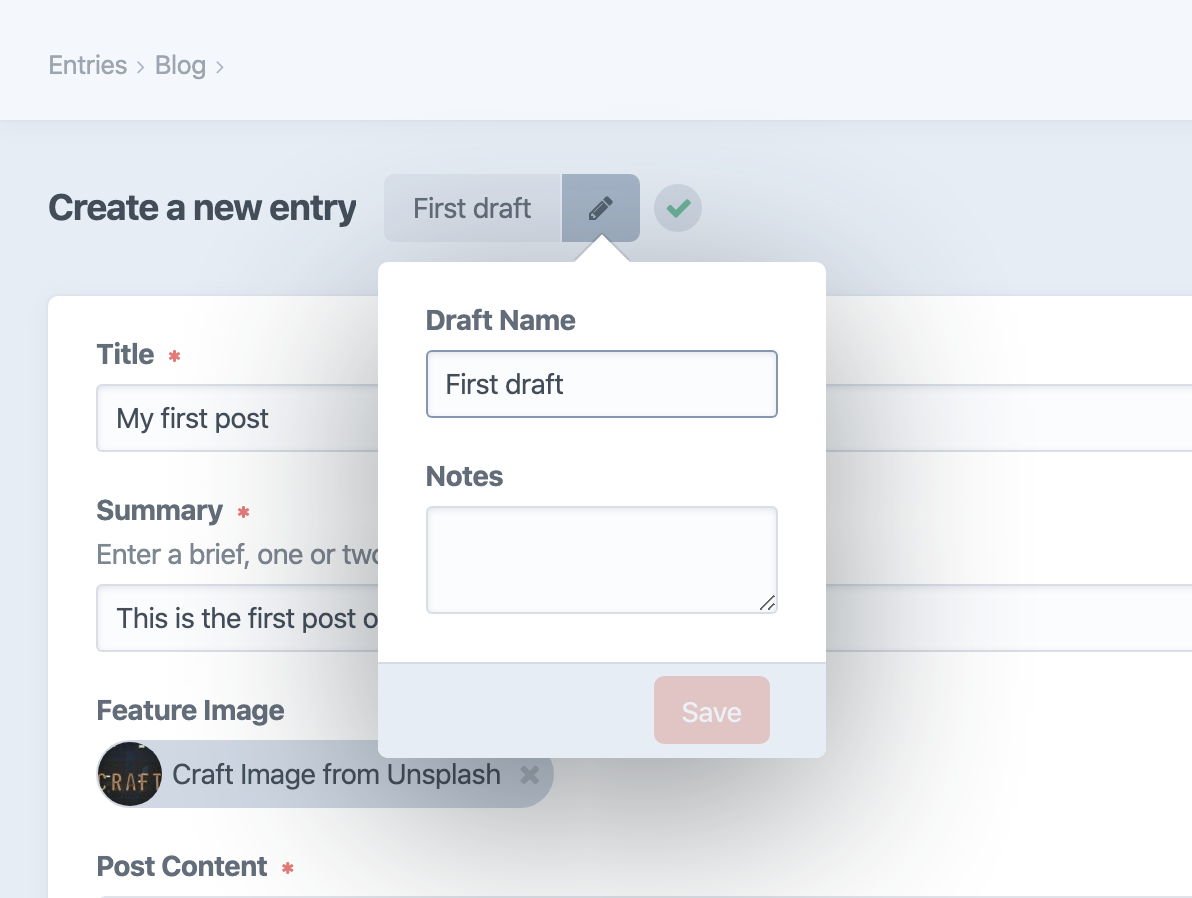 Entries › Blog ›
Create a new entry
First draft
Draft Name
First draft
Notes
Save
Title *
My first post
Summary *
Enter a brief, one or two
This is the first post o
Feature Image
CRAFT
Craft Image from Unsplash
Post Content *